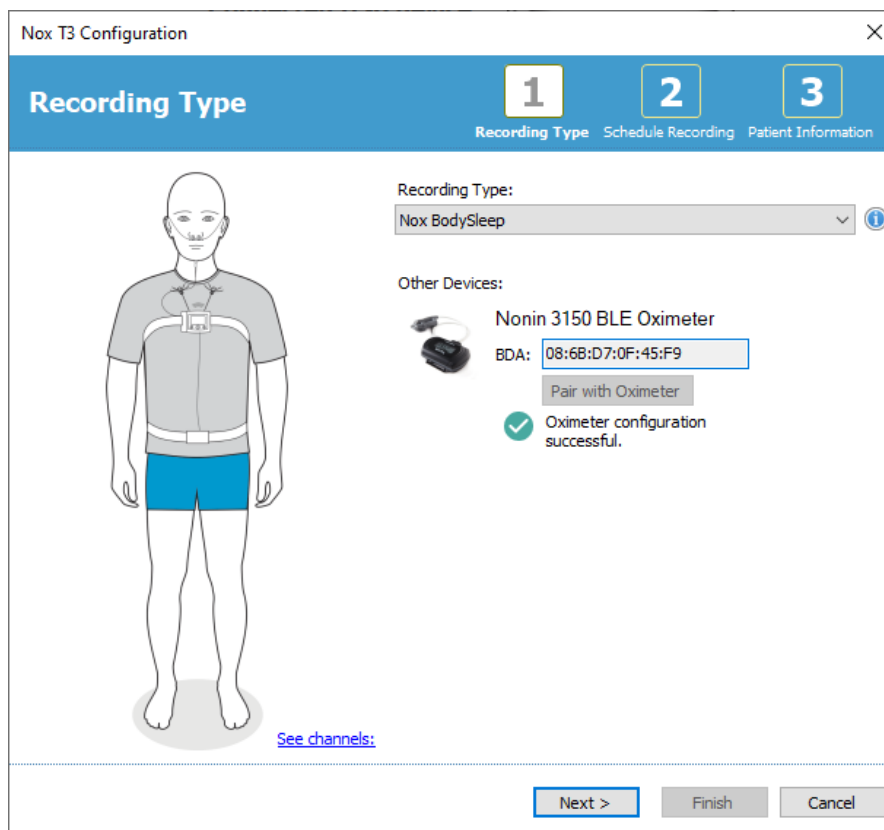 Nox T3 Configuration
Recording Type
1
2
3
Recording Type
Schedule Recording
Patient Information
Recording Type:
Nox BodySleep
Other Devices:
Nonin 3150 BLE Oximeter
BDA:
08:6B:D7:0F:45:F9
Pair with Oximeter
Oximeter configuration
successful.
See channels:
Next >
Finish
Cancel